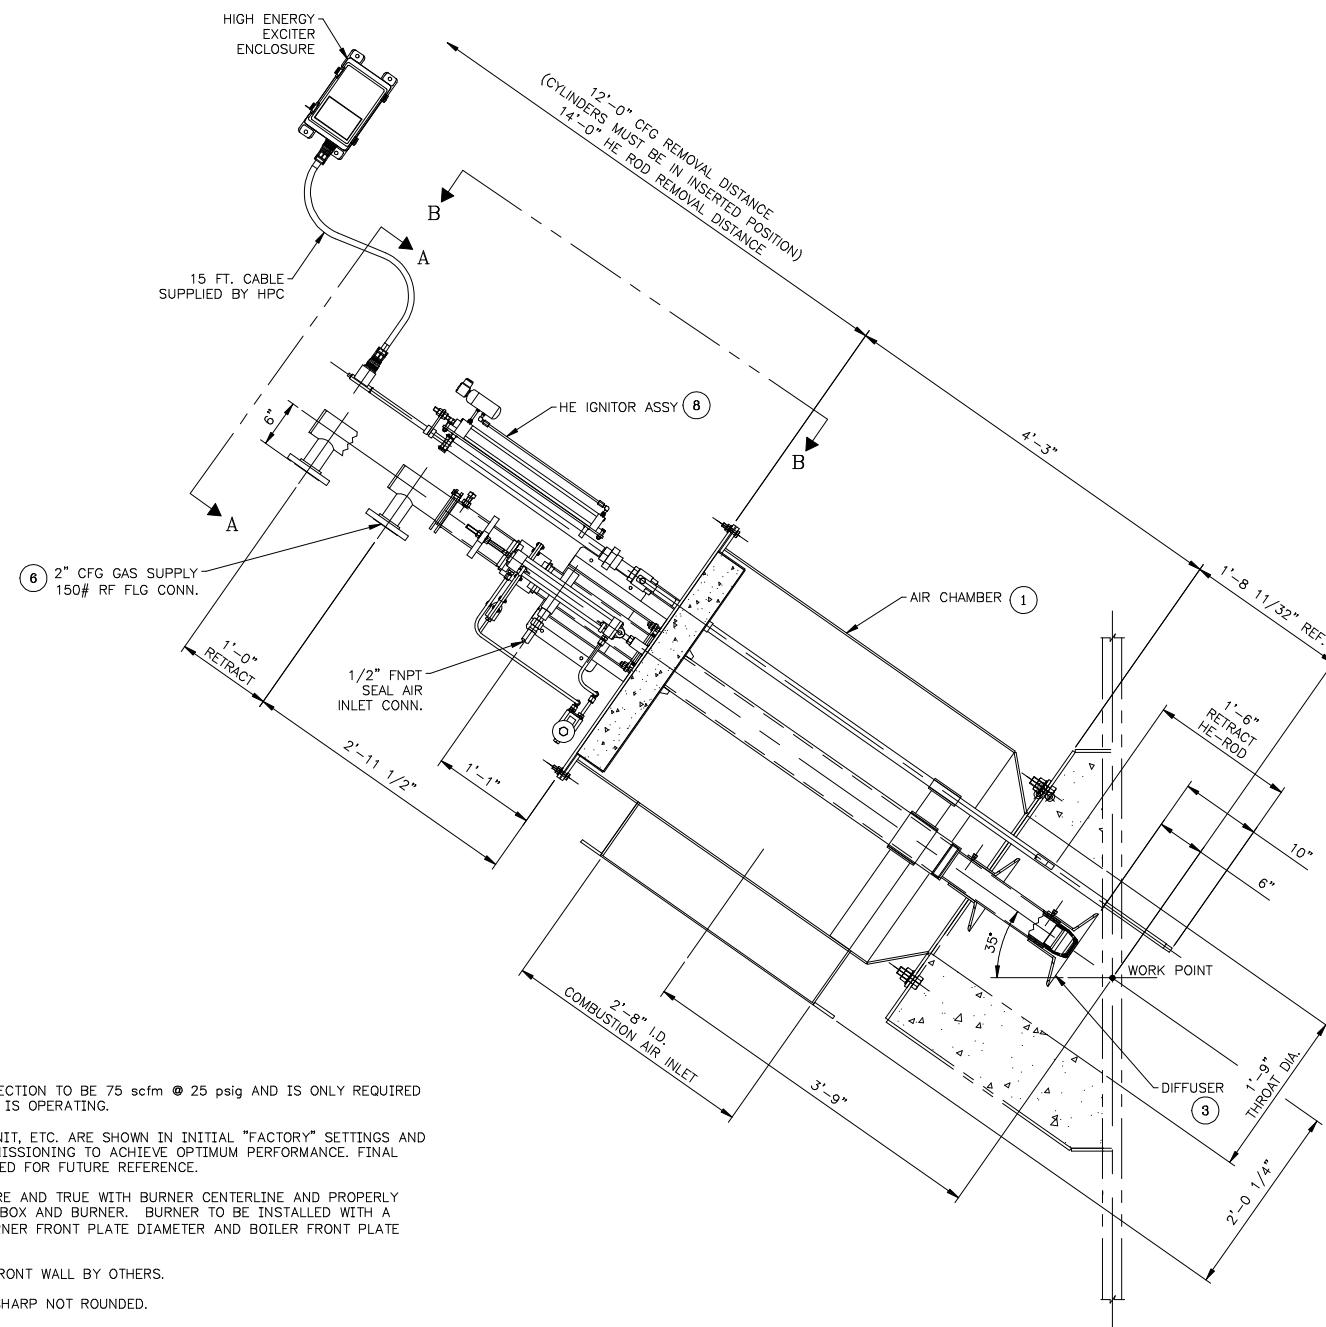 HIGH ENERGY
EXCITER
ENCLOSURE
12'-0" CFG REMOVAL DISTANCE
(CYLINDERS MUST BE IN INSERTED POSITION)
14'-0" HE ROD REMOVAL DISTANCE
B
A
15 FT. CABLE
SUPPLIED BY HPC
HE IGNITOR ASSY 8
6"
4'-3"
B
A
6 2" CFG GAS SUPPLY
150# RF FLG CONN.
1'-8 11/32" REF.
AIR CHAMBER 1
1'-0"
RETRACT
1/2" FNPT
SEAL AIR
INLET CONN.
1'-6"
RETRACT
HE-ROD
2'-11 1/2"
1'-1"
10"
6"
35°
WORK POINT
2'-8" I.D.
COMBUSTION AIR INLET
3'-9"
DIFFUSER
3
1'-9"
THROAT DIA.
2'-0 1/4"
ECTION TO BE 75 scfm @ 25 psig AND IS ONLY REQUIRED
IS OPERATING.
NIT, ETC. ARE SHOWN IN INITIAL "FACTORY" SETTINGS AND
MISSIONING TO ACHIEVE OPTIMUM PERFORMANCE. FINAL
ED FOR FUTURE REFERENCE.
RE AND TRUE WITH BURNER CENTERLINE AND PROPERLY
BOX AND BURNER. BURNER TO BE INSTALLED WITH A
RNER FRONT PLATE DIAMETER AND BOILER FRONT PLATE
RONT WALL BY OTHERS.
SHARP NOT ROUNDED.